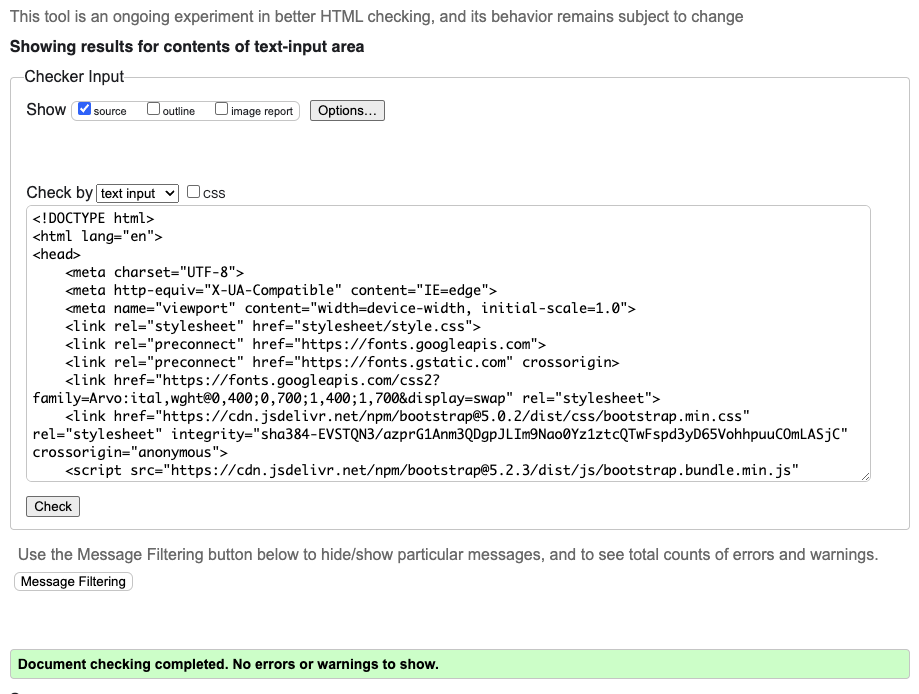 This tool is an ongoing experiment in better HTML checking, and its behavior remains subject to change
Showing results for contents of text-input area
Checker Input
Show source outline image report Options...
Check by text input css
<!DOCTYPE html>
<html lang="en">
<head>
    <meta charset="UTF-8">
    <meta http-equiv="X-UA-Compatible" content="IE=edge">
    <meta name="viewport" content="width=device-width, initial-scale=1.0">
    <link rel="stylesheet" href="stylesheet/style.css">
    <link rel="preconnect" href="https://fonts.googleapis.com">
    <link rel="preconnect" href="https://fonts.gstatic.com" crossorigin>
    <link href="https://fonts.googleapis.com/css2?
family=Arvo:ital,wght@0,400;0,700;1,400;1,700&display=swap" rel="stylesheet">
    <link href="https://cdn.jsdelivr.net/npm/bootstrap@5.0.2/dist/css/bootstrap.min.css"
rel="stylesheet" integrity="sha384-EVSTQN3/azprG1Anm3QDgpJLIm9Nao0Yz1ztcQTwFspd3yD65VohhpuuCOmLASjC"
crossorigin="anonymous">
    <script src="https://cdn.jsdelivr.net/npm/bootstrap@5.2.3/dist/js/bootstrap.bundle.min.js"
Check
Use the Message Filtering button below to hide/show particular messages, and to see total counts of errors and warnings.
Message Filtering
Document checking completed. No errors or warnings to show.